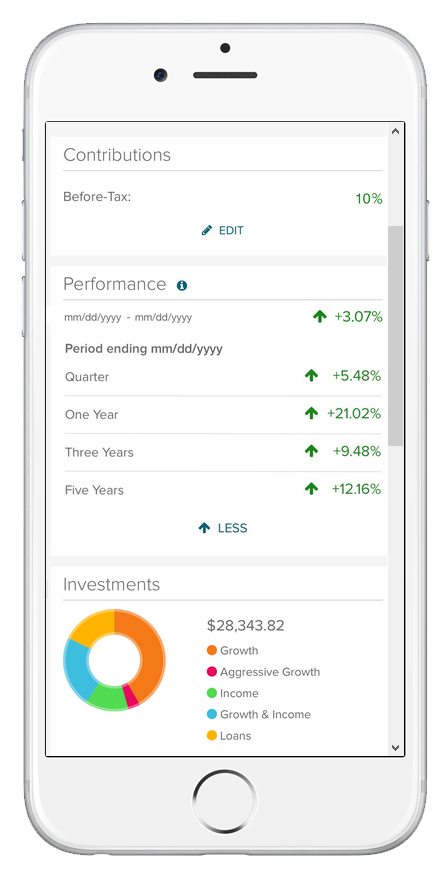 Contributions
Before-Tax: 10%
EDIT
Performance
mm/dd/yyyy - mm/dd/yyyy +3.07%
Period ending mm/dd/yyyy
Quarter +5.48%
One Year +21.02%
Three Years +9.48%
Five Years +12.16%
LESS
Investments
$28,343.82
Growth
Aggressive Growth
Income
Growth & Income
Loans